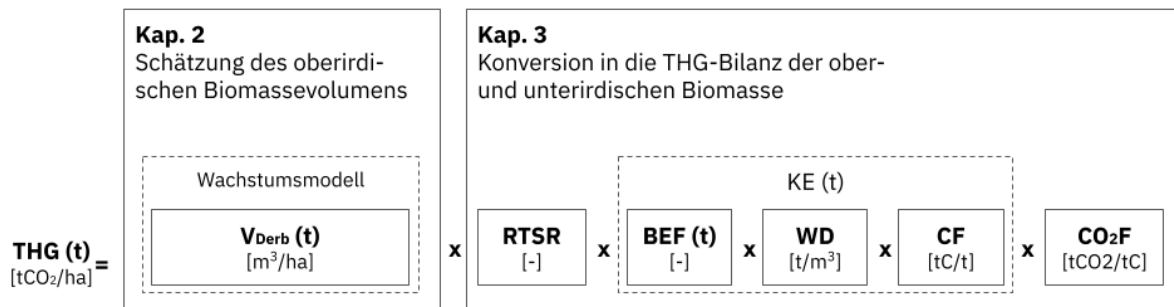 Kap. 2
Schätzung des oberirdi-
schen Biomassevolumens
Kap. 3
Konversion in die THG-Bilanz der ober-
und unterirdischen Biomasse
Wachstumsmodell
KE (t)
THG (t)
[tCO₂/ha]
=
V_Derb (t)
[m³/ha]
x
RTSR
[-]
x
BEF (t)
[-]
x
WD
[t/m³]
x
CF
[tC/t]
x
CO₂F
[tCO2/tC]